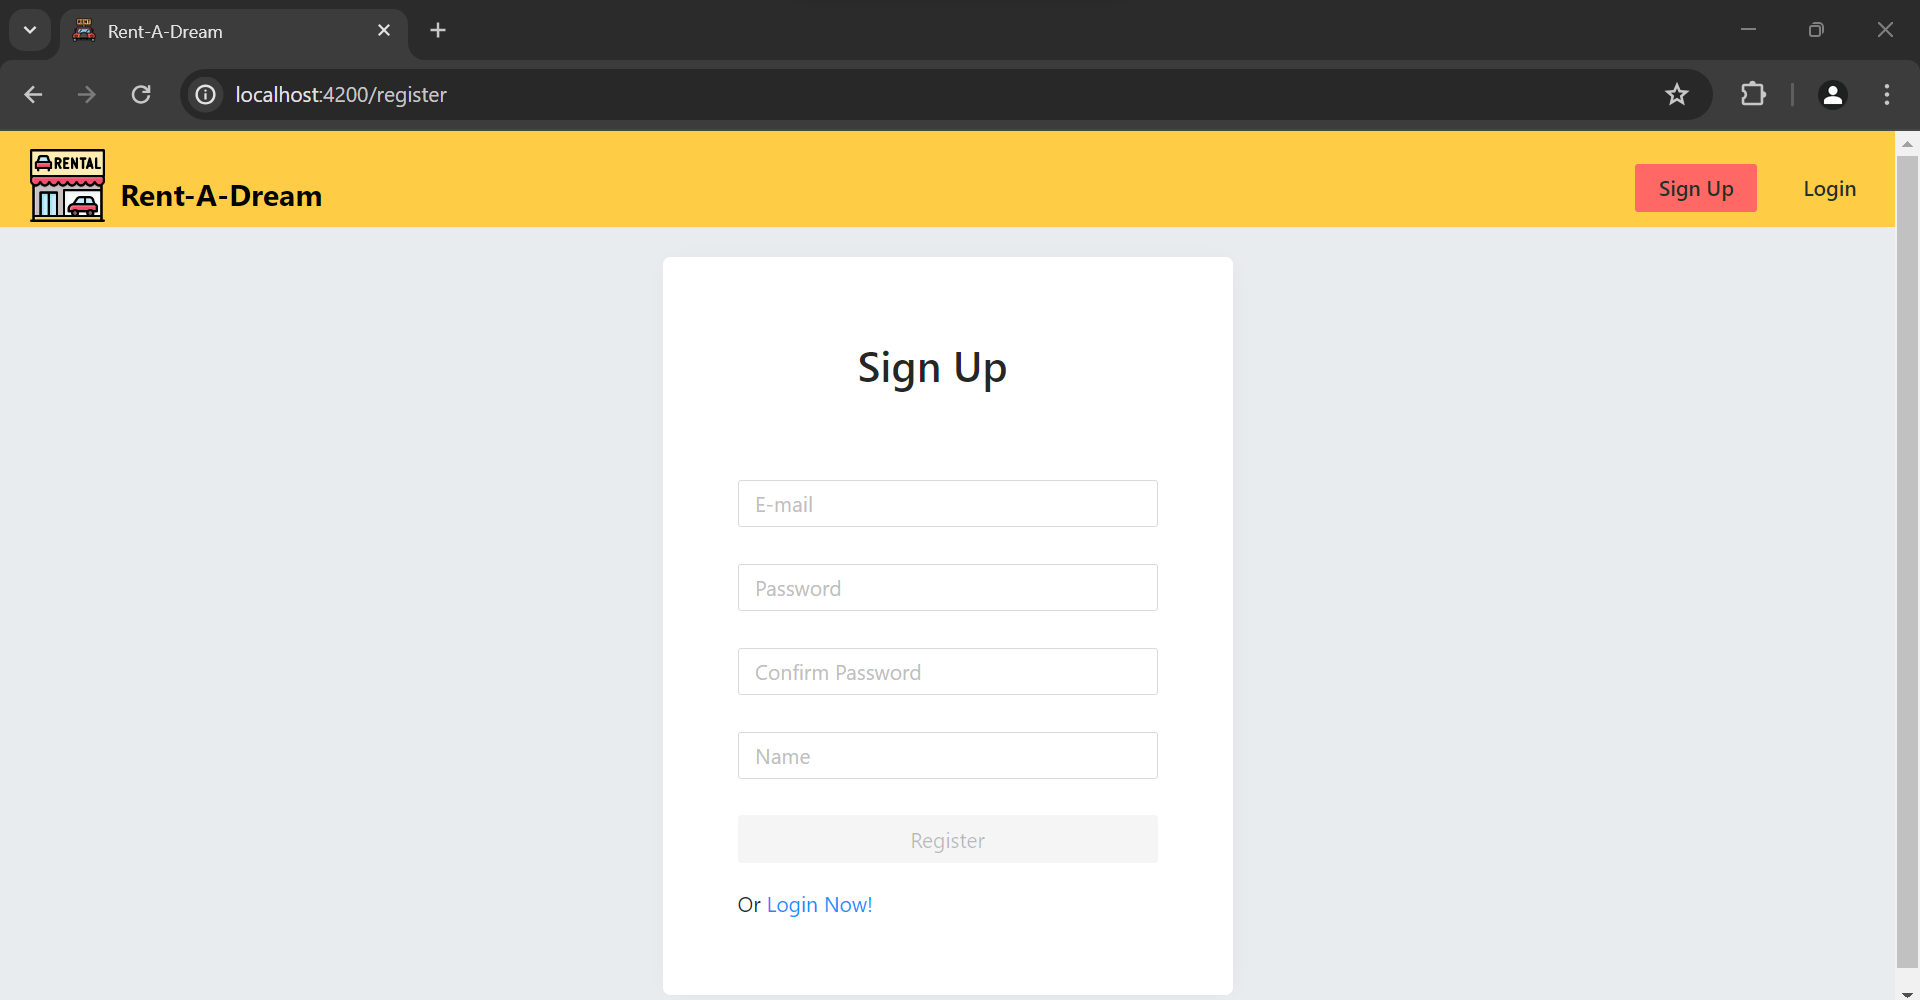 Rent-A-Dream
localhost:4200/register
RENTAL
Rent-A-Dream
Sign Up
Login
Sign Up
E-mail
Password
Confirm Password
Name
Register
Or Login Now!